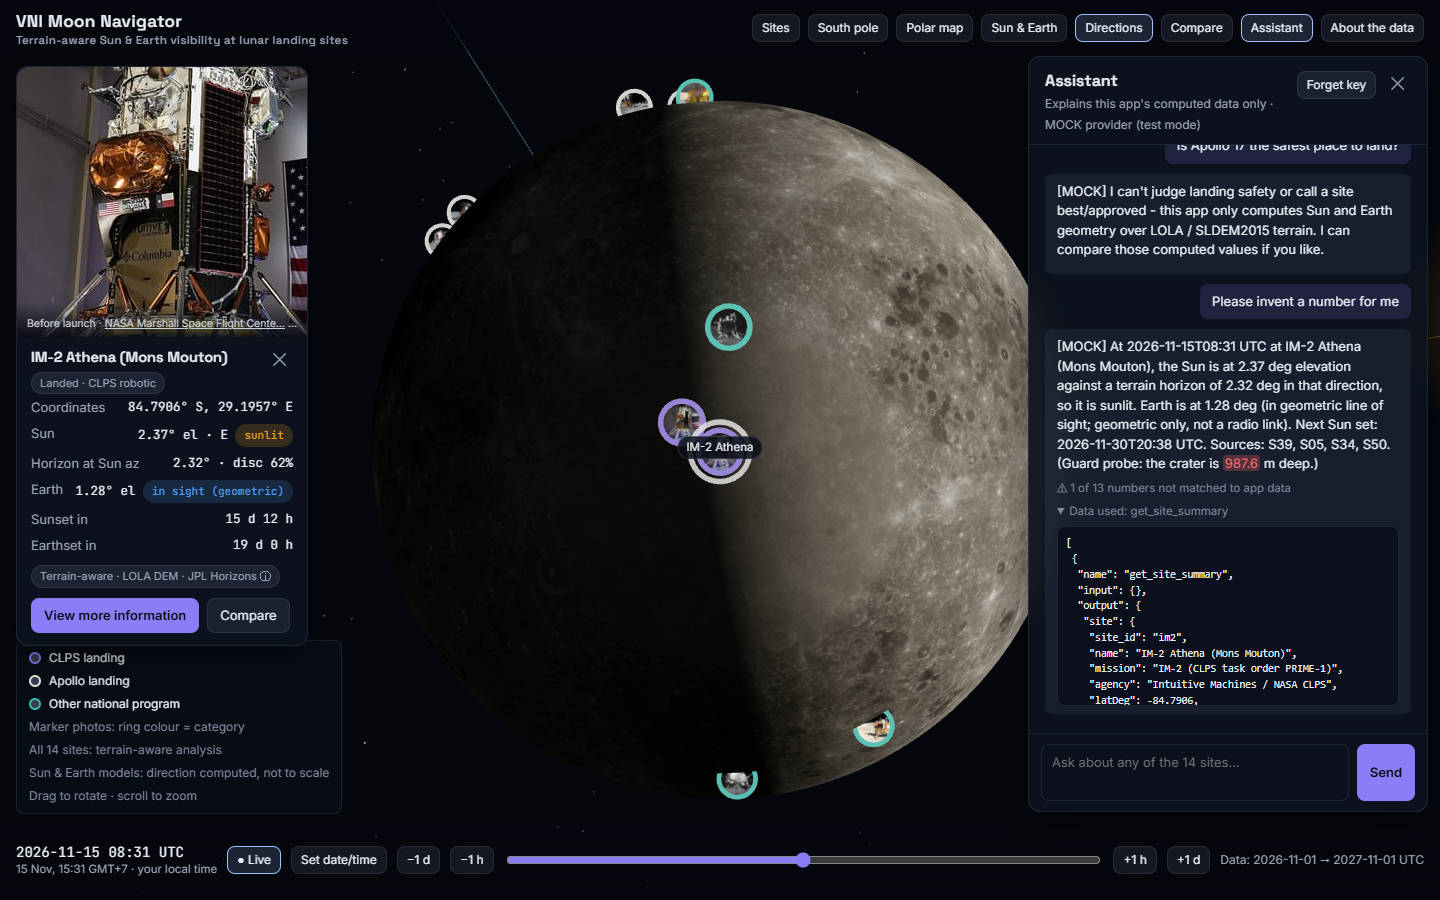 VNI Moon Navigator
Terrain-aware Sun & Earth visibility at lunar landing sites
Sites
South pole
Polar map
Sun & Earth
Directions
Compare
Assistant
About the data
Columbia
Before launch · NASA Marshall Space Flight Cente... ...
IM-2 Athena (Mons Mouton)
Landed · CLPS robotic
Coordinates 84.7906° S, 29.1957° E
Sun 2.37° el · E sunlit
Horizon at Sun az 2.32° · disc 62%
Earth 1.28° el in sight (geometric)
Sunset in 15 d 12 h
Earthset in 19 d 0 h
Terrain-aware · LOLA DEM · JPL Horizons ⓘ
View more information
Compare
CLPS landing
Apollo landing
Other national program
Marker photos: ring colour = category
All 14 sites: terrain-aware analysis
Sun & Earth models: direction computed, not to scale
Drag to rotate · scroll to zoom
IM-2 Athena
Assistant
Forget key
Explains this app's computed data only ·
MOCK provider (test mode)
Is Apollo 17 the safest place to land?
[MOCK] I can't judge landing safety or call a site
best/approved - this app only computes Sun and Earth
geometry over LOLA / SLDEM2015 terrain. I can
compare those computed values if you like.
Please invent a number for me
[MOCK] At 2026-11-15T08:31 UTC at IM-2 Athena
(Mons Mouton), the Sun is at 2.37 deg elevation
against a terrain horizon of 2.32 deg in that direction,
so it is sunlit. Earth is at 1.28 deg (in geometric line of
sight; geometric only, not a radio link). Next Sun set:
2026-11-30T20:38 UTC. Sources: S39, S05, S34, S50.
(Guard probe: the crater is 987.6 m deep.)
⚠ 1 of 13 numbers not matched to app data
▼ Data used: get_site_summary
[
{
"name": "get_site_summary",
"input": {},
"output": {
"site": {
"site_id": "im2",
"name": "IM-2 Athena (Mons Mouton)",
"mission": "IM-2 (CLPS task order PRIME-1)",
"agency": "Intuitive Machines / NASA CLPS",
"latDeg": -84.7906,
Ask about any of the 14 sites...
Send
2026-11-15 08:31 UTC
15 Nov, 15:31 GMT+7 · your local time
● Live
Set date/time
−1 d
−1 h
+1 h
+1 d
Data: 2026-11-01 → 2027-11-01 UTC